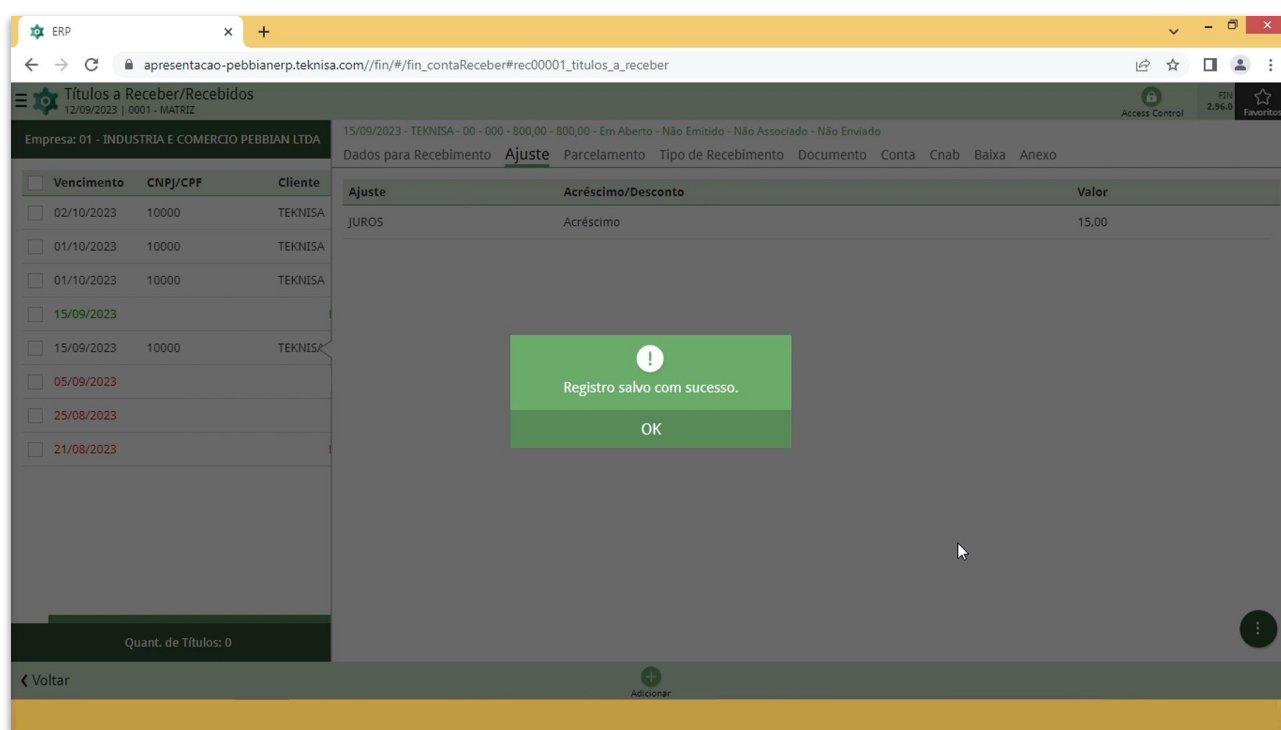 ERP
apresentacao-pebbianerp.teknisa.com//fin/#/fin_contaReceber#rec00001_titulos_a_receber
Títulos a Receber/Recebidos
12/09/2023 | 0001 - MATRIZ
Access Control
FIN
2.96.0
Favoritos
Empresa: 01 - INDUSTRIA E COMERCIO PEBBIAN LTDA
Vencimento CNPJ/CPF Cliente
02/10/2023 10000 TEKNISA
01/10/2023 10000 TEKNISA
01/10/2023 10000 TEKNISA
15/09/2023
15/09/2023 10000 TEKNISA
05/09/2023
25/08/2023
21/08/2023
Quant. de Títulos: 0
15/09/2023 - TEKNISA - 00 - 000 - 800,00 - 800,00 - Em Aberto - Não Emitido - Não Associado - Não Enviado
Dados para Recebimento Ajuste Parcelamento Tipo de Recebimento Documento Conta Cnab Baixa Anexo
Ajuste Acréscimo/Desconto Valor
JUROS Acréscimo 15,00
Registro salvo com sucesso.
OK
Voltar
Adicionar